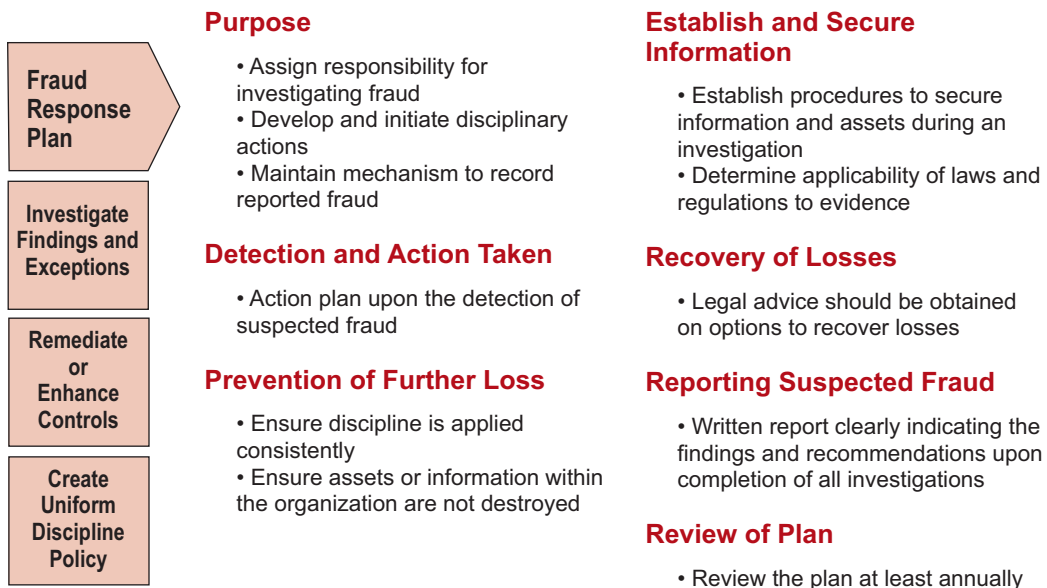 Fraud
Response
Plan
Investigate
Findings and
Exceptions
Remediate
or
Enhance
Controls
Create
Uniform
Discipline
Policy
Purpose
• Assign responsibility for
investigating fraud
• Develop and initiate disciplinary
actions
• Maintain mechanism to record
reported fraud
Detection and Action Taken
• Action plan upon the detection of
suspected fraud
Prevention of Further Loss
• Ensure discipline is applied
consistently
• Ensure assets or information within
the organization are not destroyed
Establish and Secure
Information
• Establish procedures to secure
information and assets during an
investigation
• Determine applicability of laws and
regulations to evidence
Recovery of Losses
• Legal advice should be obtained
on options to recover losses
Reporting Suspected Fraud
• Written report clearly indicating the
findings and recommendations upon
completion of all investigations
Review of Plan
• Review the plan at least annually